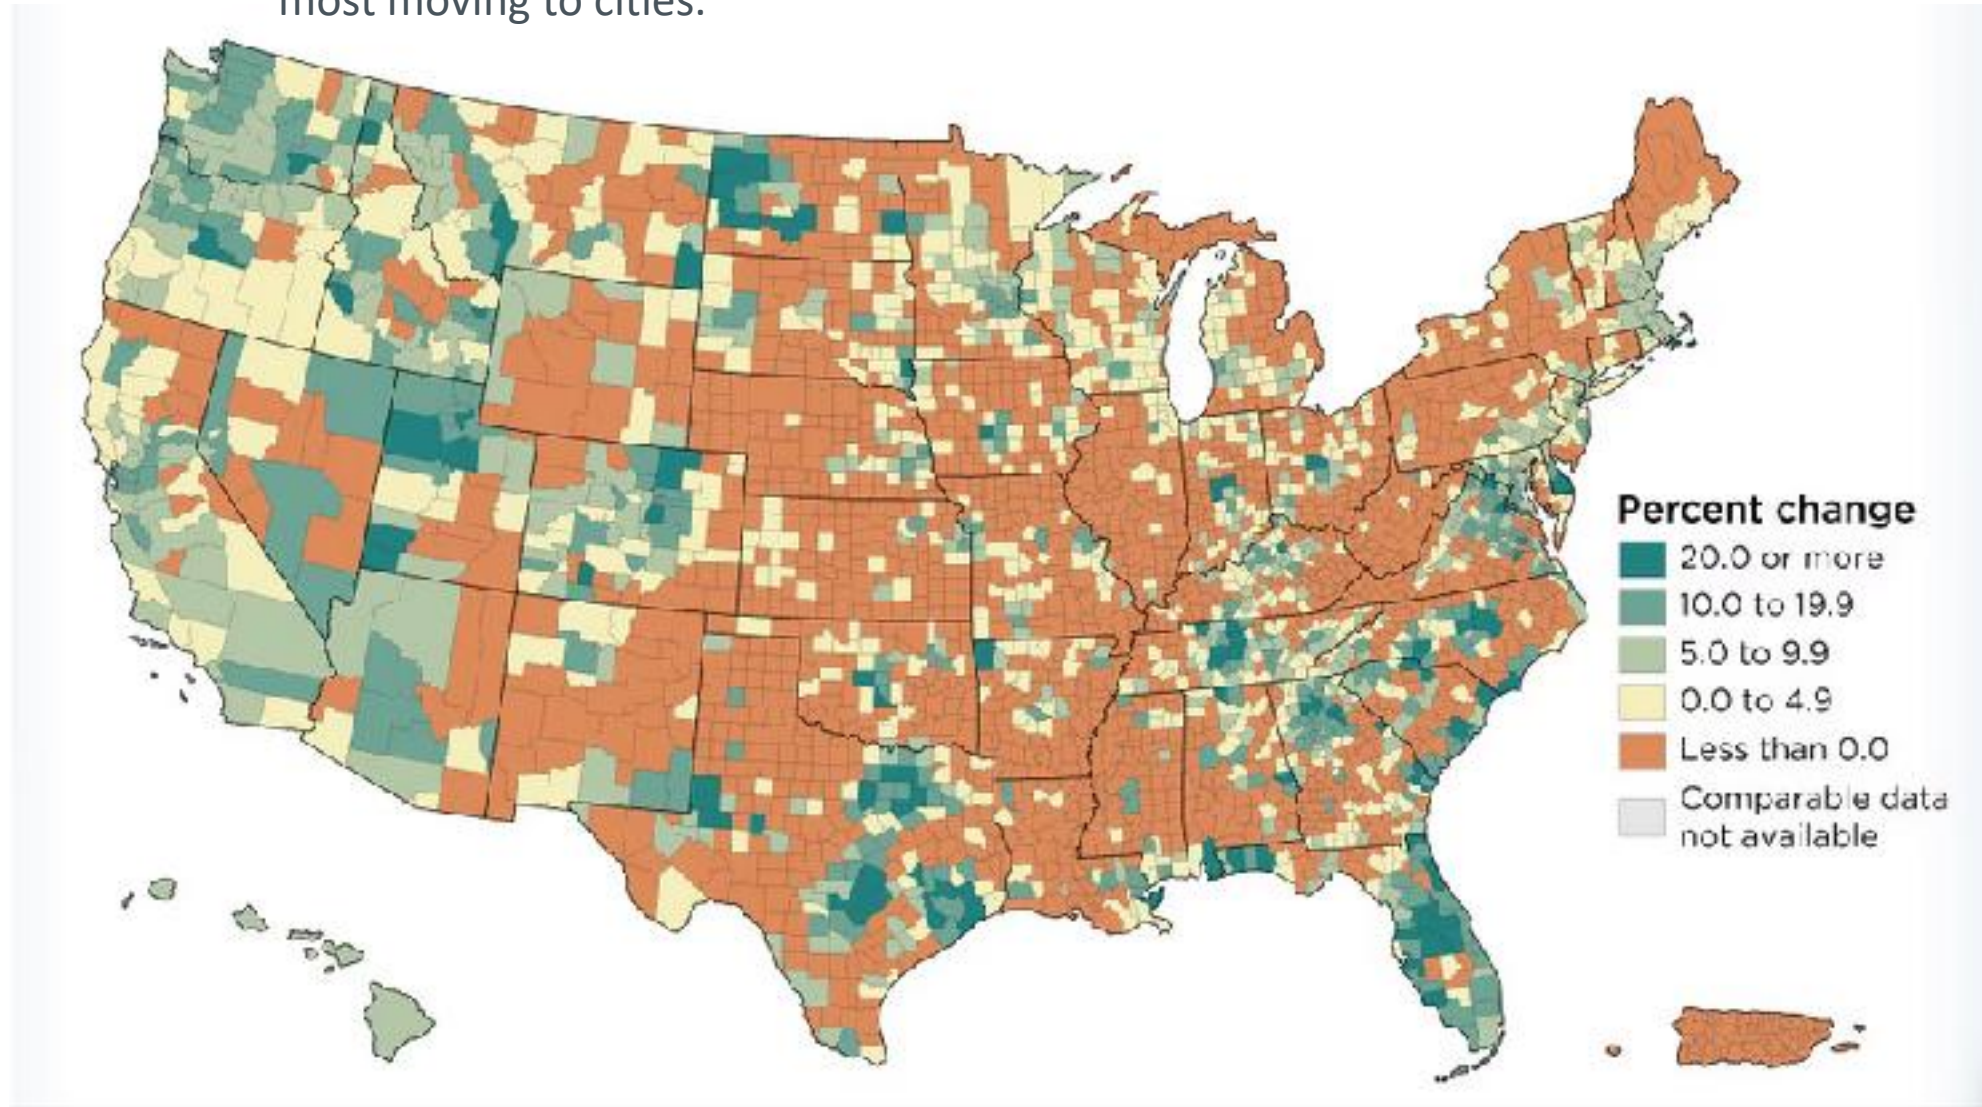 most moving to cities.
Percent change
20.0 or more
10.0 to 19.9
5.0 to 9.9
0.0 to 4.9
Less than 0.0
Comparable data
not available